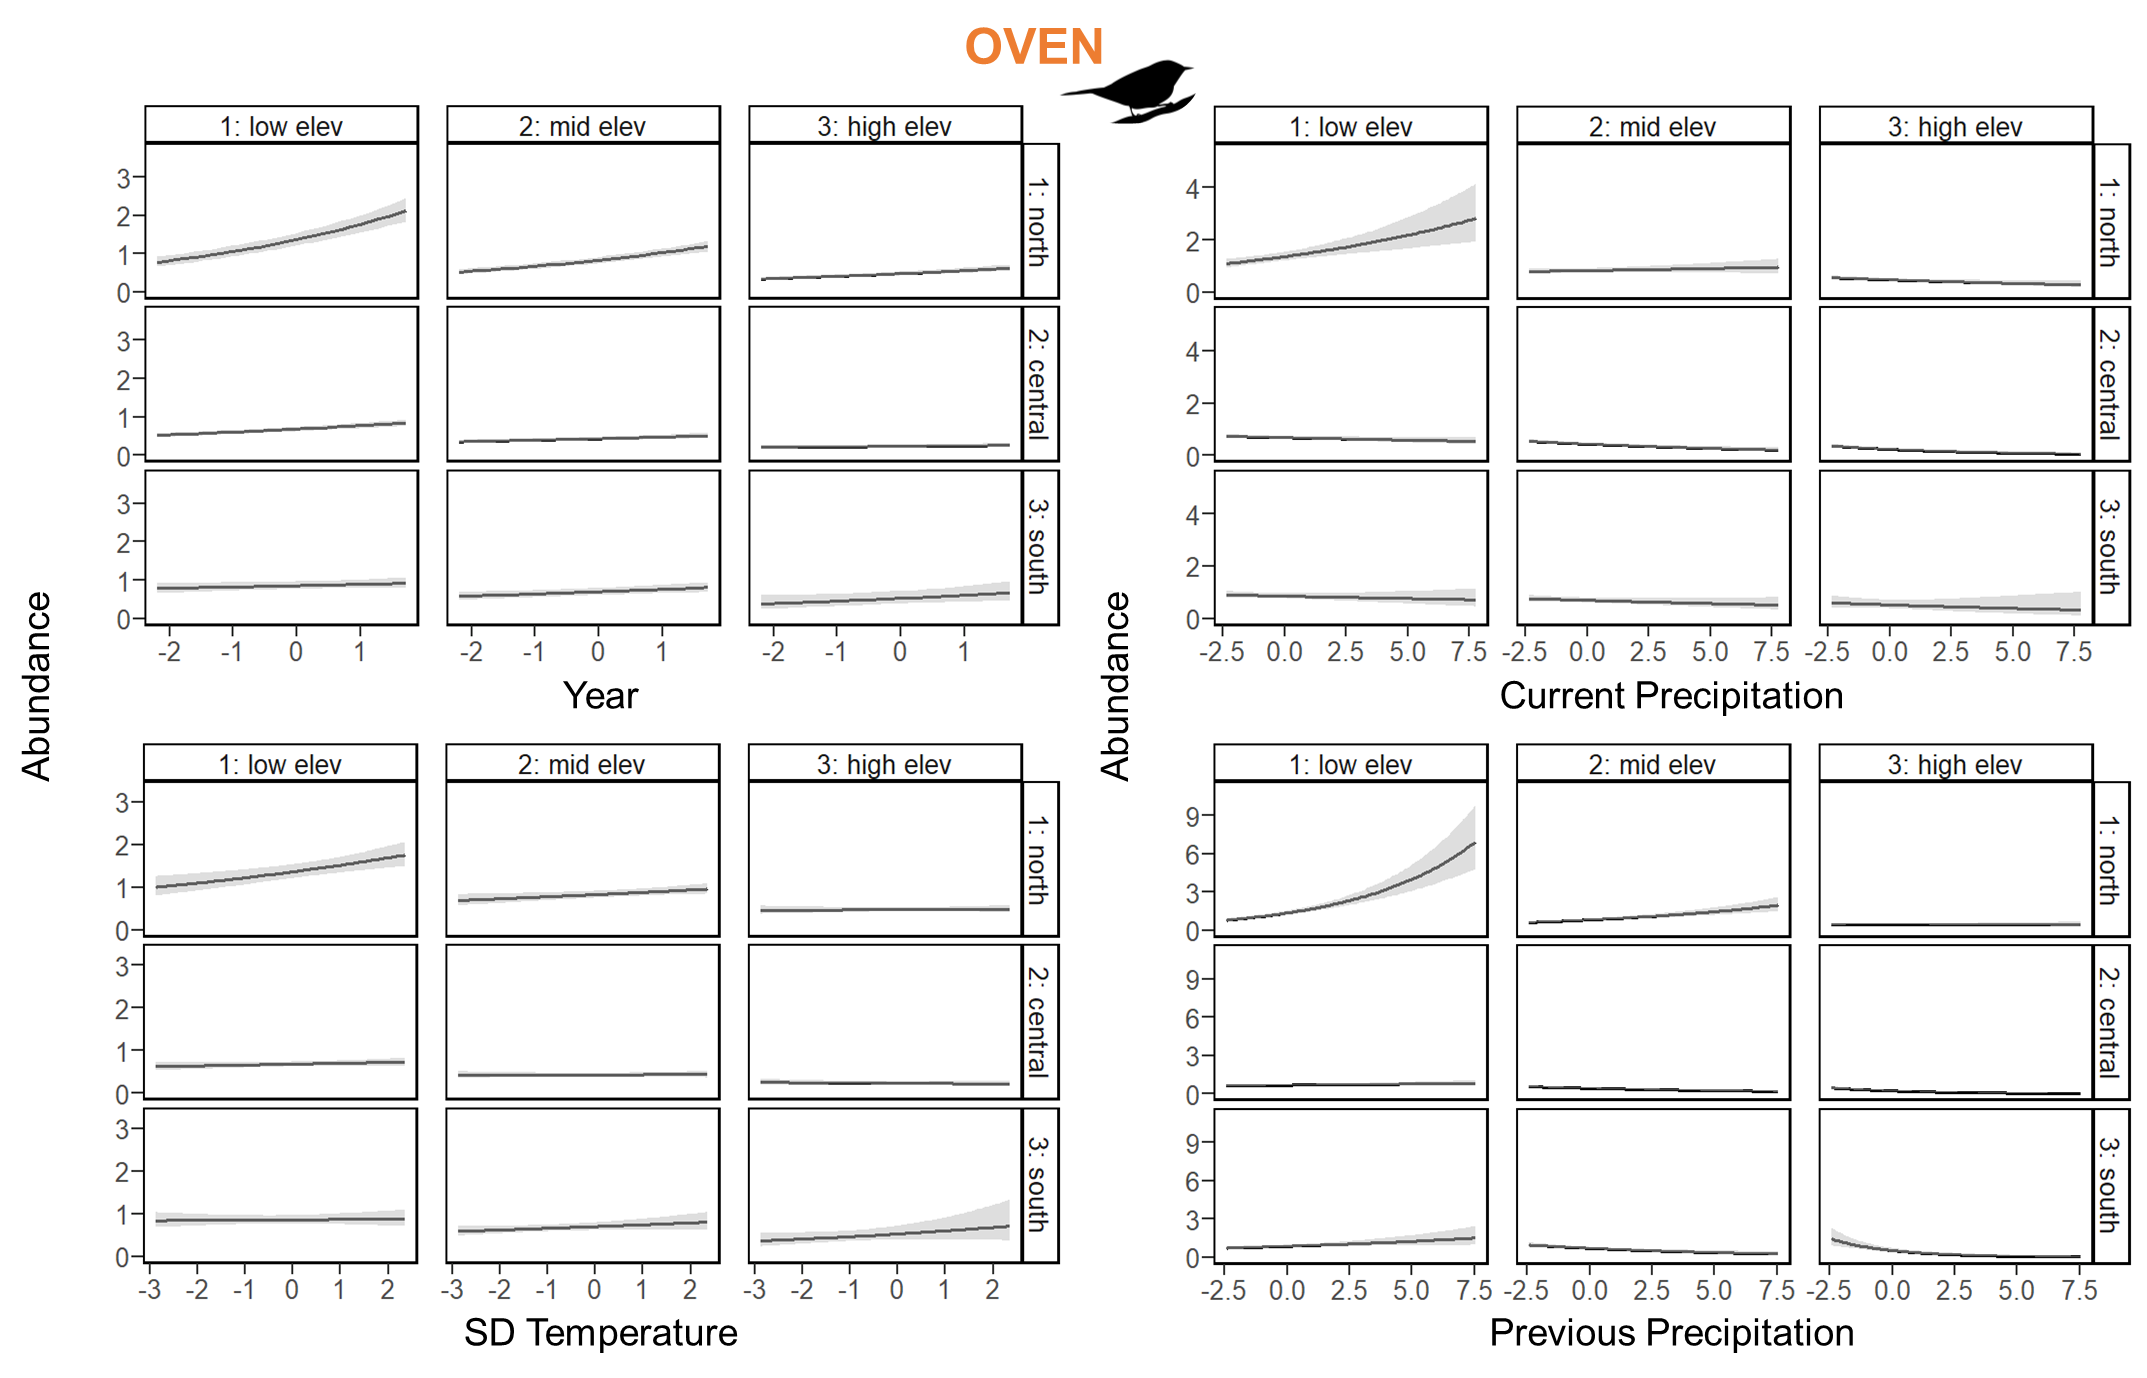 OVEN
1: low elev 2: mid elev 3: high elev
3
2
1
0
1: north
3
2
1
0
2: central
3
2
1
0
3: south
-2 -1 0 1 -2 -1 0 1 -2 -1 0 1
Year
Abundance
1: low elev 2: mid elev 3: high elev
4
2
0
1: north
4
2
0
2: central
4
2
0
3: south
-2.5 0.0 2.5 5.0 7.5 -2.5 0.0 2.5 5.0 7.5 -2.5 0.0 2.5 5.0 7.5
Current Precipitation
Abundance
1: low elev 2: mid elev 3: high elev
3
2
1
0
1: north
3
2
1
0
2: central
3
2
1
0
3: south
-3 -2 -1 0 1 2 -3 -2 -1 0 1 2 -3 -2 -1 0 1 2
SD Temperature
1: low elev 2: mid elev 3: high elev
9
6
3
0
1: north
9
6
3
0
2: central
9
6
3
0
3: south
-2.5 0.0 2.5 5.0 7.5 -2.5 0.0 2.5 5.0 7.5 -2.5 0.0 2.5 5.0 7.5
Previous Precipitation